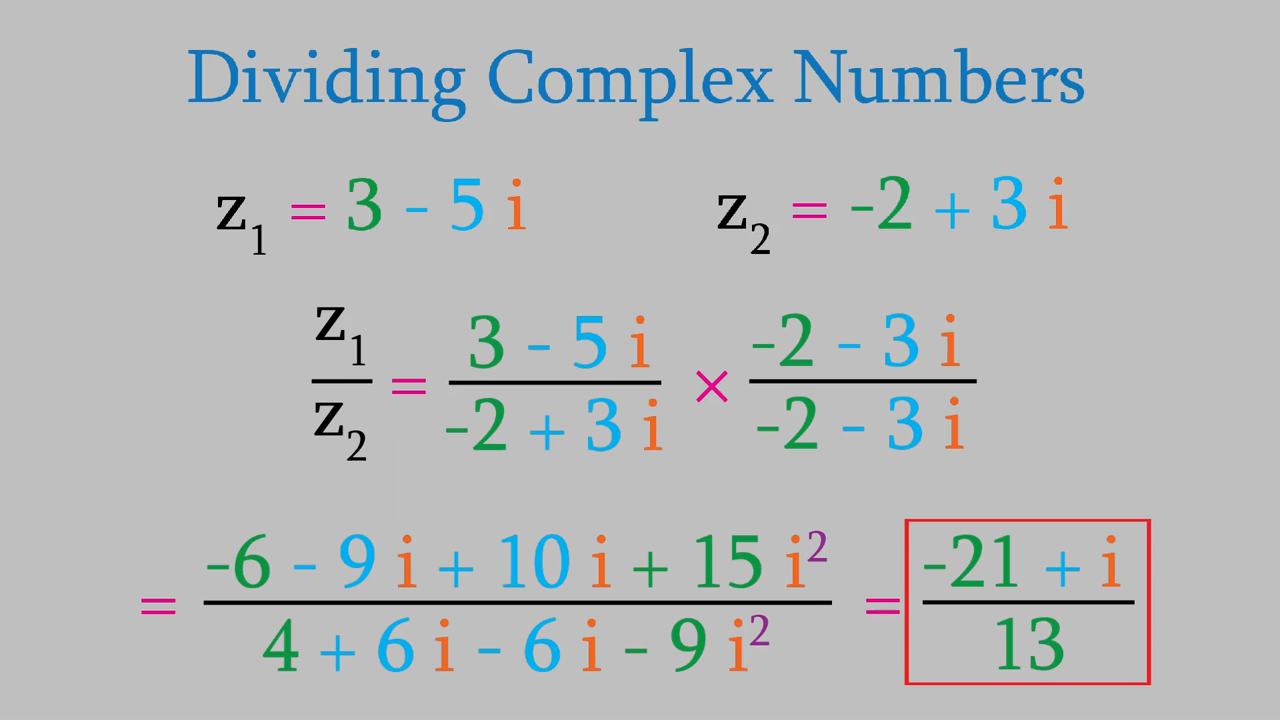 Dividing Complex Numbers
z₁ = 3 - 5 i    z₂ = -2 + 3 i
z₁/z₂ = (3 - 5 i)/(-2 + 3 i) × (-2 - 3 i)/(-2 - 3 i)
= (-6 - 9 i + 10 i + 15 i²)/(4 + 6 i - 6 i - 9 i²) = (-21 + i)/13